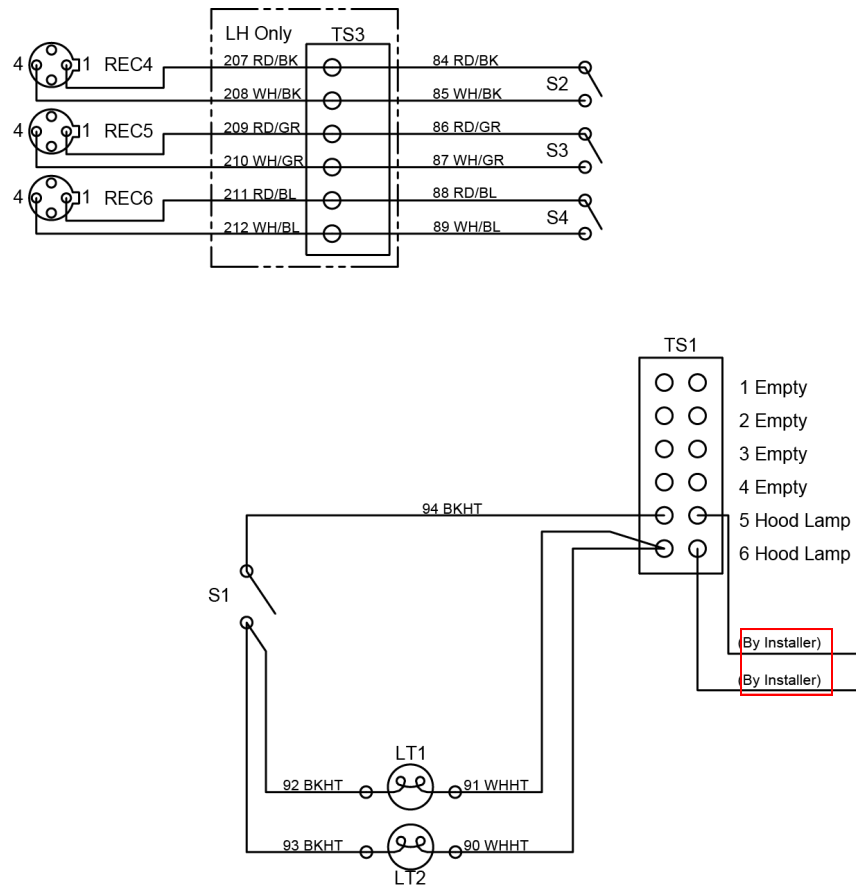 LH Only
TS3
4
1 REC4
207 RD/BK
84 RD/BK
S2
208 WH/BK
85 WH/BK
4
1 REC5
209 RD/GR
86 RD/GR
S3
210 WH/GR
87 WH/GR
4
1 REC6
211 RD/BL
88 RD/BL
S4
212 WH/BL
89 WH/BL
TS1
1 Empty
2 Empty
3 Empty
4 Empty
94 BKHT
5 Hood Lamp
6 Hood Lamp
S1
(By Installer)
(By Installer)
LT1
92 BKHT
91 WHHT
93 BKHT
90 WHHT
LT2